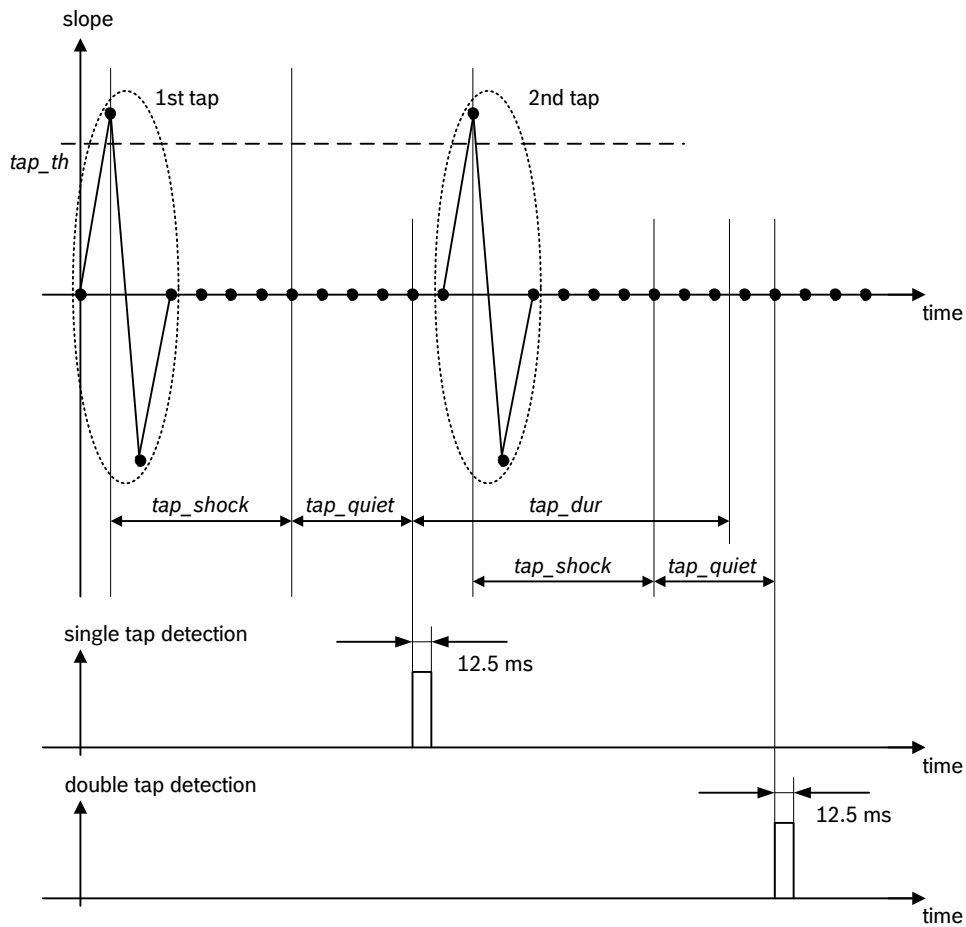 slope
1st tap
2nd tap
tap_th
time
tap_shock
tap_quiet
tap_dur
tap_shock
tap_quiet
single tap detection
12.5 ms
time
double tap detection
12.5 ms
time